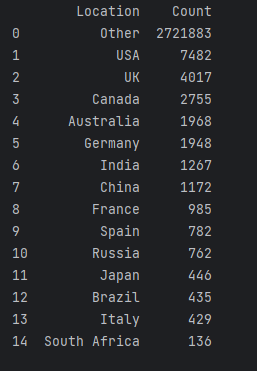 Location Count
0 Other 2721883
1 USA 7482
2 UK 4017
3 Canada 2755
4 Australia 1968
5 Germany 1948
6 India 1267
7 China 1172
8 France 985
9 Spain 782
10 Russia 762
11 Japan 446
12 Brazil 435
13 Italy 429
14 South Africa 136